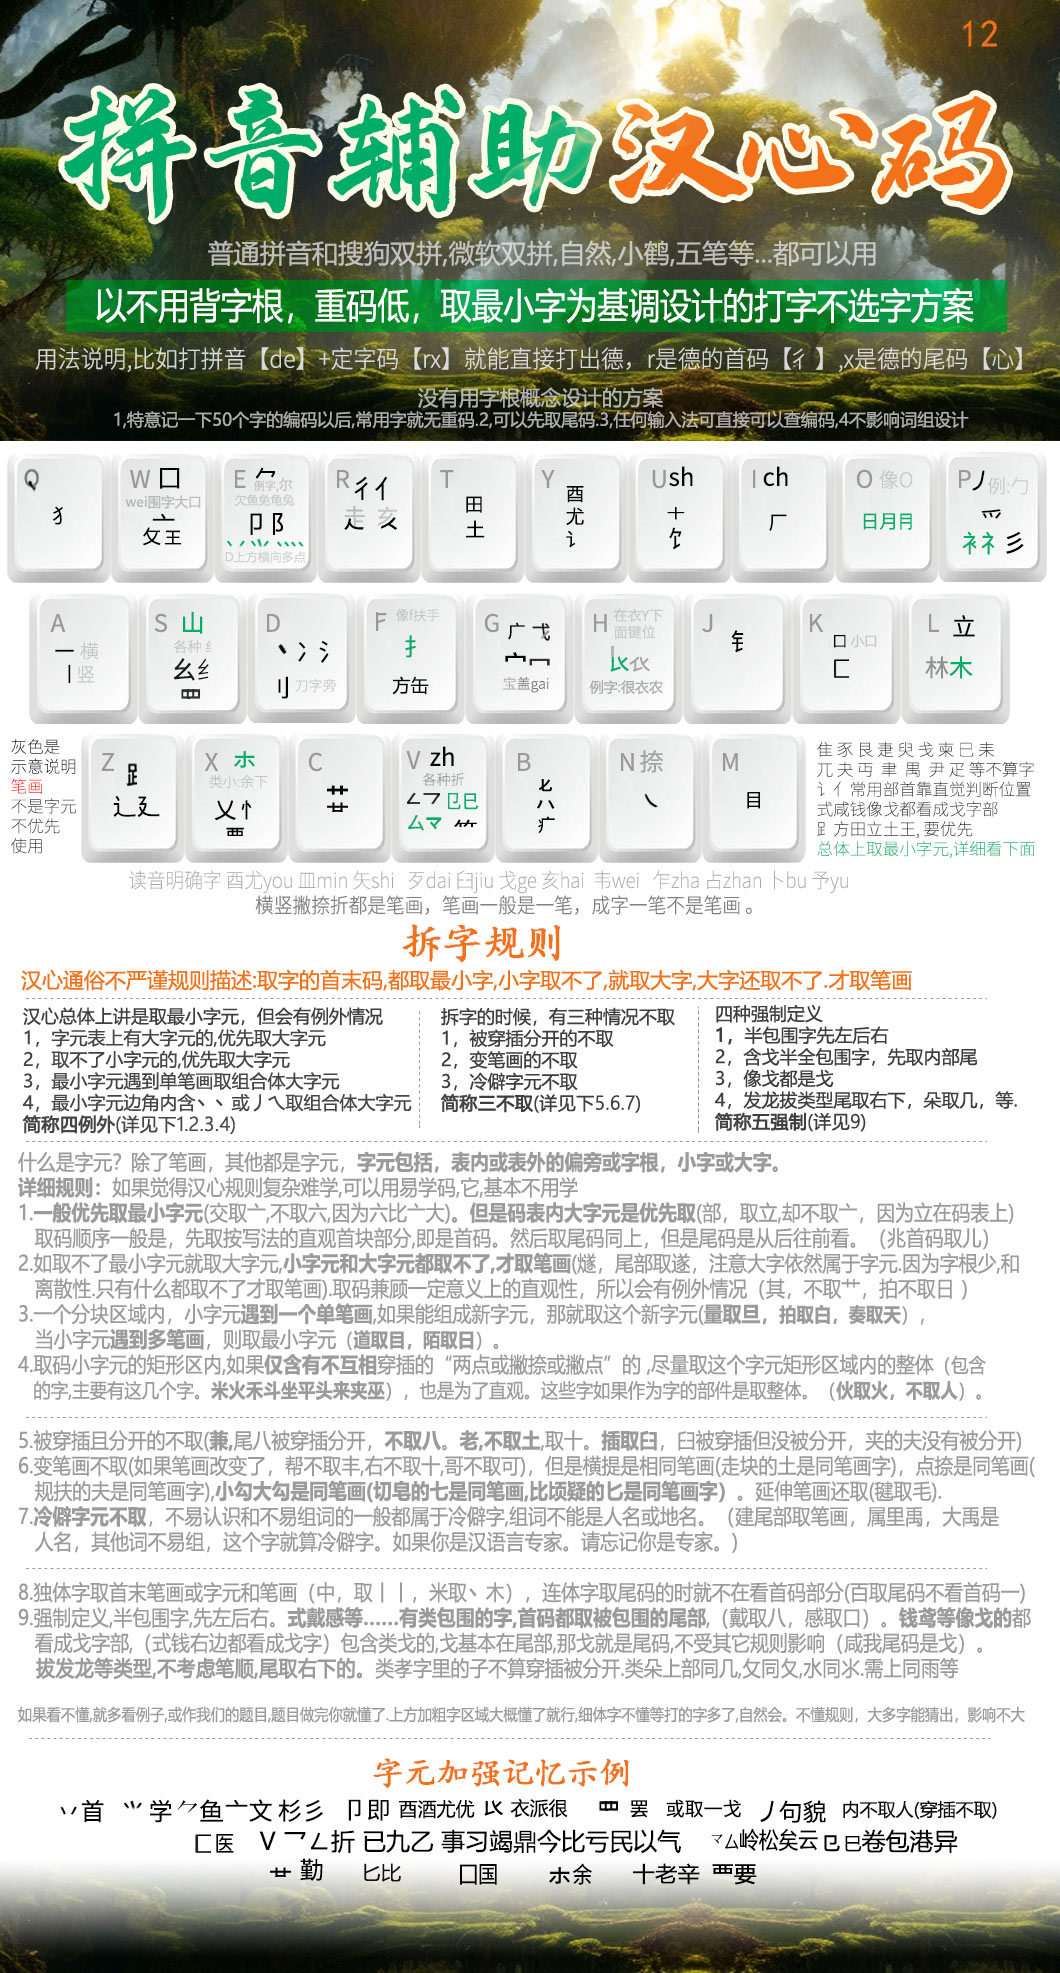 12
拼音辅助汉心码
普通拼音和搜狗双拼,微软双拼,自然,小鹤,五笔等...都可以用
以不用背字根，重码低，取最小字为基调设计的打字不选字方案
用法说明,比如打拼音【de】+定字码【rx】就能直接打出德，r是德的首码【彳】,x是德的尾码【心】
没有用字根概念设计的方案
1,特意记一下50个字的编码以后,常用字就无重码.2,可以先取尾码.3,任何输入法可直接可以查编码,4不影响词组设计
Q 犭
W 囗 wei围字大口 亠 攵 王
E ⺈ 例字,尔 欠鱼免龟兔 卩 阝 D上方横向多点
R 彳 亻 走 亥
T 田 土
Y 酉 尤 讠
U sh 十 饣
I ch 厂
O 像O 日月⺝
P 丿 例:勹 爫 衤礻 彡
A 一 横 丨 竖
S 山 各种纟 幺 纟 罒
D 丶 冫 氵 刂 刀字旁
F 像f扶手 扌 方缶
G 广 弋 宀 冖 宝盖gai
H 在衣Y下面键位 例字:很衣农
J 钅
K 口 小口 匚
L 立 林木
Z 辶 廴
X 类小:余下 乂 忄 覀
C 艹
V zh 各种折 巳 厶 龴 ⺮
B 匕 八 疒
N 捺 ㇏
M 目
灰色是
示意说明
笔画
不是字元
不优先
使用
兀 夬 丏 聿 禺 尹 疋 等不算字
讠亻常用部首靠直觉判断位置
式咸钱像戈都看成戈字部
方田立土王, 要优先
总体上取最小字元,详细看下面
读音明确字 酉尤you 皿min 矢shi 歹dai 臼jiu 戈ge 亥hai 韦wei 乍zha 占zhan 卜bu 予yu
横竖撇捺折都是笔画，笔画一般是一笔，成字一笔不是笔画 。
拆字规则
汉心通俗不严谨规则描述:取字的首末码,都取最小字,小字取不了,就取大字,大字还取不了.才取笔画
汉心总体上讲是取最小字元，但会有例外情况
1，字元表上有大字元的,优先取大字元
2，取不了小字元的,优先取大字元
3，最小字元遇到单笔画取组合体大字元
4，最小字元边角内含丶丶或丿乀取组合体大字元
简称四例外(详见下1.2.3.4)
拆字的时候，有三种情况不取
1，被穿插分开的不取
2，变笔画的不取
3，冷僻字元不取
简称三不取(详见下5.6.7)
四种强制定义
1，半包围字先左后右
2，含戈半全包围字，先取内部尾
3，像戈都是戈
4，发龙拔类型尾取右下，朵取几，等.
简称五强制(详见9)
什么是字元？除了笔画，其他都是字元，字元包括，表内或表外的偏旁或字根，小字或大字。
详细规则：如果觉得汉心规则复杂难学,可以用易学码,它,基本不用学
1.一般优先取最小字元(交取亠,不取六,因为六比亠大)。但是码表内大字元是优先取(部，取立,却不取亠，因为立在码表上)
取码顺序一般是，先取按写法的直观首块部分,即是首码。然后取尾码同上，但是尾码是从后往前看。（兆首码取儿）
2.如取不了最小字元就取大字元,小字元和大字元都取不了,才取笔画(燧，尾部取遂，注意大字依然属于字元.因为字根少,和
离散性.只有什么都取不了才取笔画).取码兼顾一定意义上的直观性，所以会有例外情况（其，不取艹，拍不取日 ）
3.一个分块区域内，小字元遇到一个单笔画,如果能组成新字元，那就取这个新字元(量取旦，拍取白，奏取天），
当小字元遇到多笔画，则取最小字元（道取目，陌取日）。
4.取码小字元的矩形区内,如果仅含有不互相穿插的“两点或撇捺或撇点”的 ,尽量取这个字元矩形区域内的整体（包含
的字,主要有这几个字。米火禾斗坐平头来夹巫），也是为了直观。这些字如果作为字的部件是取整体。（伙取火，不取人）。
5.被穿插且分开的不取(兼,尾八被穿插分开，不取八。老,不取土,取十。插取臼，臼被穿插但没被分开，夹的夫没有被分开)
6.变笔画不取(如果笔画改变了，帮不取丰,右不取十,哥不取可)，但是横提是相同笔画(走块的土是同笔画字)，点捺是同笔画(
规扶的夫是同笔画字),小勾大勾是同笔画(切皂的七是同笔画,比顷疑的匕是同笔画字）。延伸笔画还取(毽取毛).
7.冷僻字元不取，不易认识和不易组词的一般都属于冷僻字,组词不能是人名或地名。（建尾部取笔画，属里禹，大禹是
人名，其他词不易组，这个字就算冷僻字。如果你是汉语言专家。请忘记你是专家。）
8.独体字取首末笔画或字元和笔画（中，取丨丨，米取丶木），连体字取尾码的时就不在看首码部分(百取尾码不看首码一)
9.强制定义,半包围字,先左后右。式戴感等……有类包围的字,首码都取被包围的尾部,（戴取八，感取口）。钱鸢等像戈的都
看成戈字部,（式钱右边都看成戈字）包含类戈的,戈基本在尾部,那戈就是尾码,不受其它规则影响（咸我尾码是戈）。
拔发龙等类型,不考虑笔顺,尾取右下的。类孝字里的子不算穿插被分开.类朵上部同几,攵同夂,水同氺.需上同雨等
如果看不懂,就多看例子,或作我们的题目,题目做完你就懂了.上方加粗字区域大概懂了就行,细体字不懂等打的字多了,自然会。不懂规则，大多字能猜出，影响不大
字元加强记忆示例
丷首 ⺍学 ⺈鱼 亠文 杉彡 卩即 酉酒尤优 衣派很 罒 罢 或取一戈 丿句貌 内不取人(穿插不取)
匚医 V乛∠折 已九乙 事习竭鼎今比亏民以气 龴厶岭松矣云 巳卷包港异
勤 匕比 囗国 余 十老辛 覀要